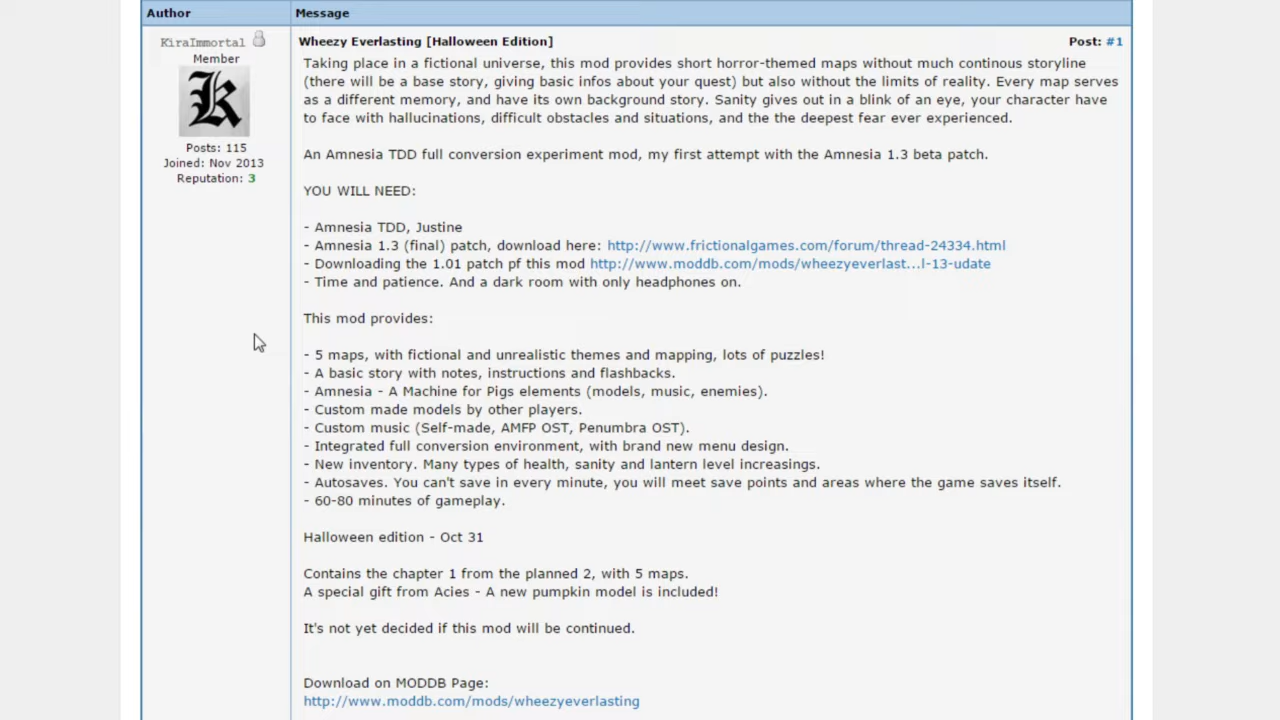 Author
Message
KiraImmortal
Member
k
Posts: 115
Joined: Nov 2013
Reputation: 3
Wheezy Everlasting [Halloween Edition]
Post: #1
Taking place in a fictional universe, this mod provides short horror-themed maps without much continous storyline
(there will be a base story, giving basic infos about your quest) but also without the limits of reality. Every map serves
as a different memory, and have its own background story. Sanity gives out in a blink of an eye, your character have
to face with hallucinations, difficult obstacles and situations, and the the deepest fear ever experienced.
An Amnesia TDD full conversion experiment mod, my first attempt with the Amnesia 1.3 beta patch.
YOU WILL NEED:
- Amnesia TDD, Justine
- Amnesia 1.3 (final) patch, download here: http://www.frictionalgames.com/forum/thread-24334.html
- Downloading the 1.01 patch pf this mod http://www.moddb.com/mods/wheezyeverlast...l-13-udate
- Time and patience. And a dark room with only headphones on.
This mod provides:
- 5 maps, with fictional and unrealistic themes and mapping, lots of puzzles!
- A basic story with notes, instructions and flashbacks.
- Amnesia - A Machine for Pigs elements (models, music, enemies).
- Custom made models by other players.
- Custom music (Self-made, AMFP OST, Penumbra OST).
- Integrated full conversion environment, with brand new menu design.
- New inventory. Many types of health, sanity and lantern level increasings.
- Autosaves. You can't save in every minute, you will meet save points and areas where the game saves itself.
- 60-80 minutes of gameplay.
Halloween edition - Oct 31
Contains the chapter 1 from the planned 2, with 5 maps.
A special gift from Acies - A new pumpkin model is included!
It's not yet decided if this mod will be continued.
Download on MODDB Page:
http://www.moddb.com/mods/wheezyeverlasting